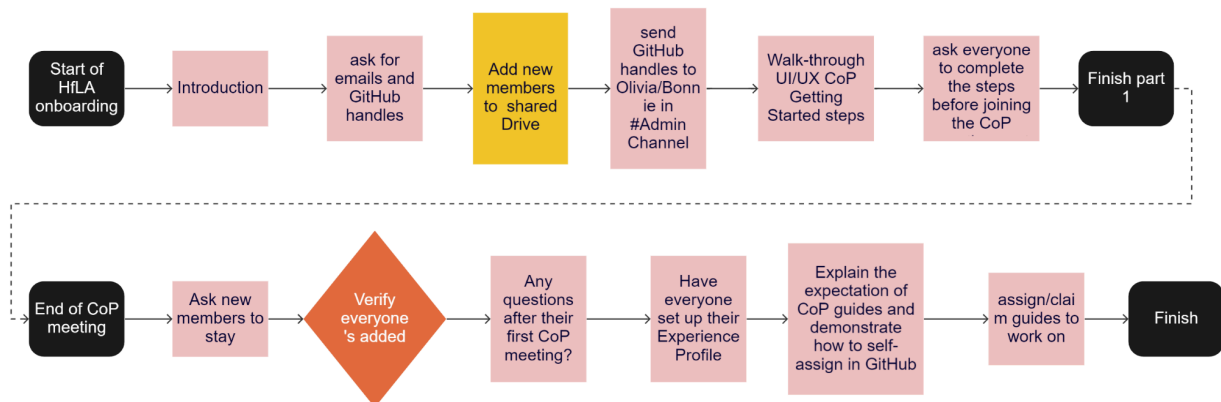 Start of
HfLA
onboarding
Introduction
ask for
emails and
GitHub
handles
Add new
members
to shared
Drive
send
GitHub
handles to
Olivia/Bonn
ie in
#Admin
Channel
Walk-through
UI/UX CoP
Getting
Started steps
ask everyone
to complete
the steps
before joining
the CoP
Finish part
1
End of CoP
meeting
Ask new
members to
stay
Verify
everyone
's added
Any
questions
after their
first CoP
meeting?
Have
everyone
set up their
Experience
Profile
Explain the
expectation of
CoP guides and
demonstrate
how to self-
assign in GitHub
assign/clai
m guides to
work on
Finish